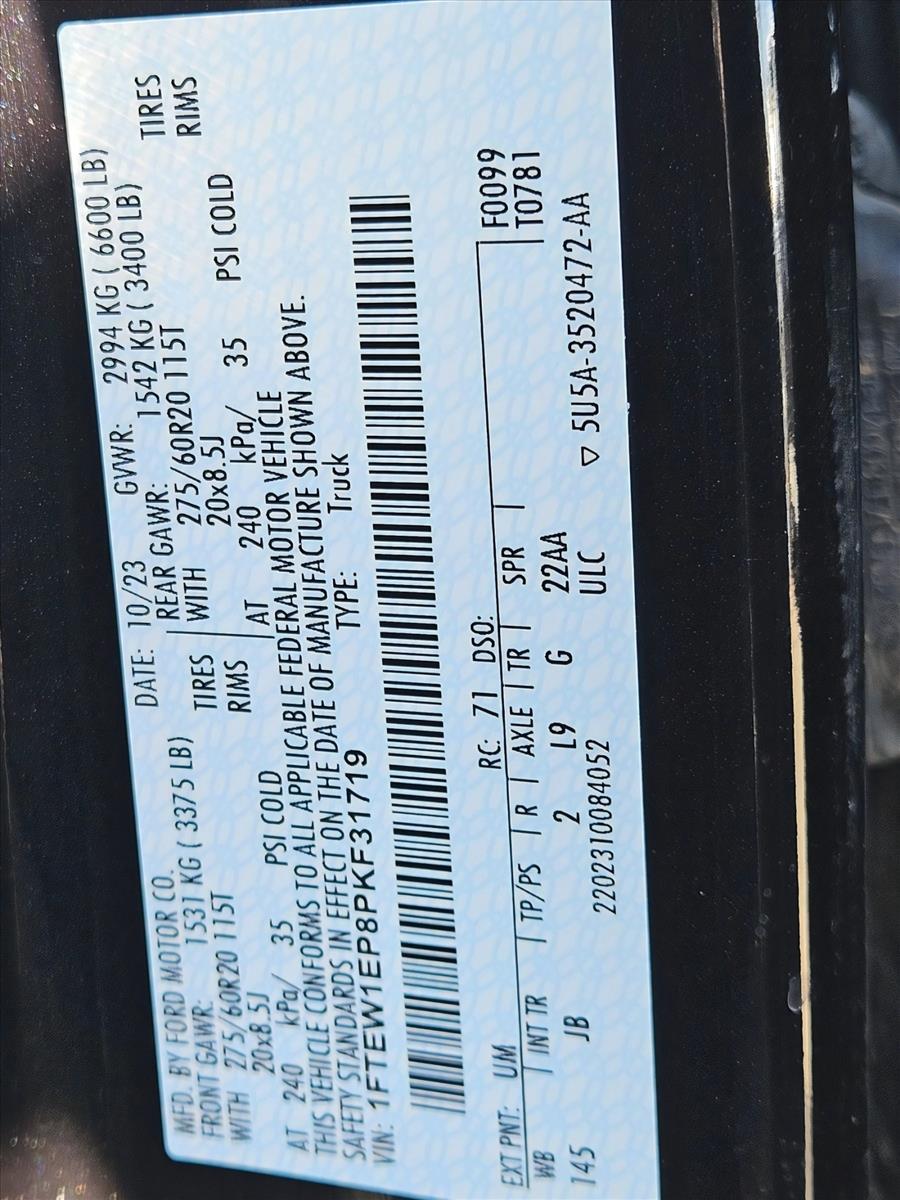 MFD. BY FORD MOTOR CO.
DATE: 10/23 GVWR: 2994 KG ( 6600 LB)
FRONT GAWR: 1531 KG ( 3375 LB) REAR GAWR: 1542 KG ( 3400 LB)
WITH 275/60R20 115T TIRES WITH 275/60R20 115T TIRES
20x8.5J RIMS 20x8.5J RIMS
AT 240 kPa/ 35 PSI COLD AT 240 kPa/ 35 PSI COLD
THIS VEHICLE CONFORMS TO ALL APPLICABLE FEDERAL MOTOR VEHICLE
SAFETY STANDARDS IN EFFECT ON THE DATE OF MANUFACTURE SHOWN ABOVE.
VIN: 1FTEW1EP8PKF31719 TYPE: Truck
EXT PNT: UM RC: 71 DSO: F0099
WB INT TR TP/PS R AXLE TR SPR T0781
145 JB 2 L9 G 22AA
2202310084052 ULC ▽ 5U5A-3520472-AA